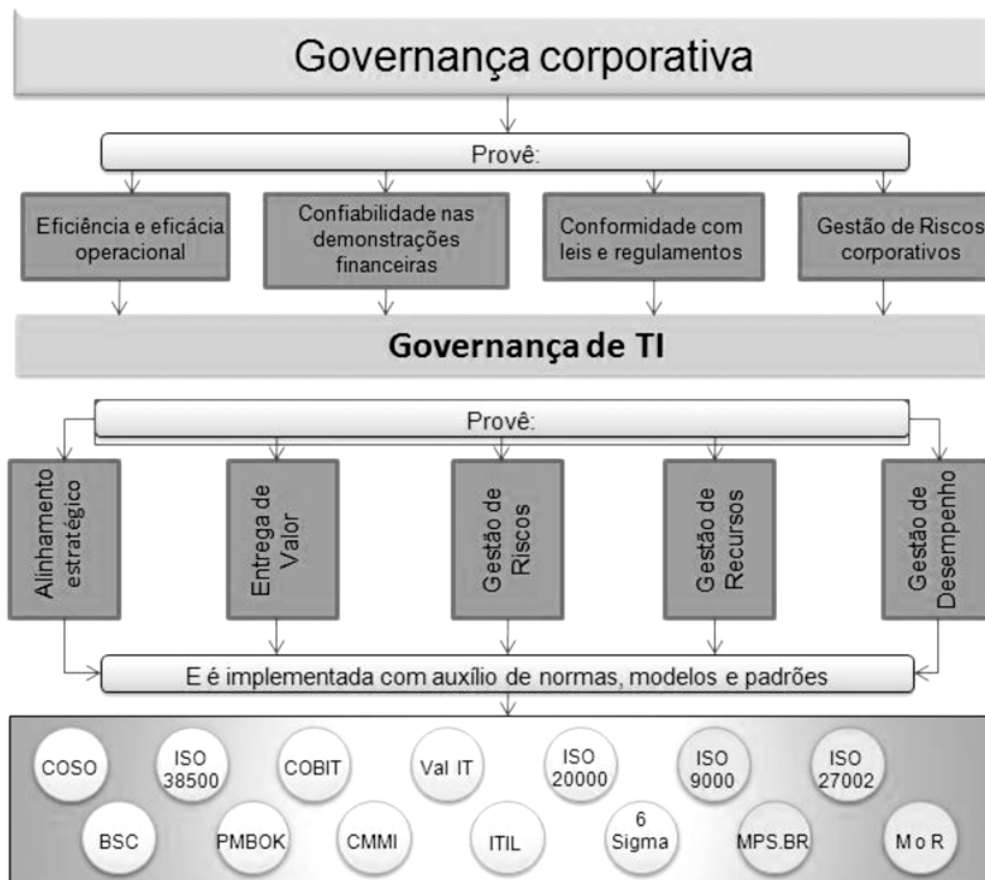 Governança corporativa
Provê:
Eficiência e eficácia
operacional
Confiabilidade nas
demonstrações
financeiras
Conformidade com
leis e regulamentos
Gestão de Riscos
corporativos
Governança de TI
Provê:
Alinhamento
estratégico
Entrega de
Valor
Gestão de
Riscos
Gestão de
Recursos
Gestão de
Desempenho
E é implementada com auxílio de normas, modelos e padrões
COSO
ISO
38500
COBIT
Val IT
ISO
20000
ISO
9000
ISO
27002
BSC
PMBOK
CMMI
ITIL
6
Sigma
MPS.BR
M o R